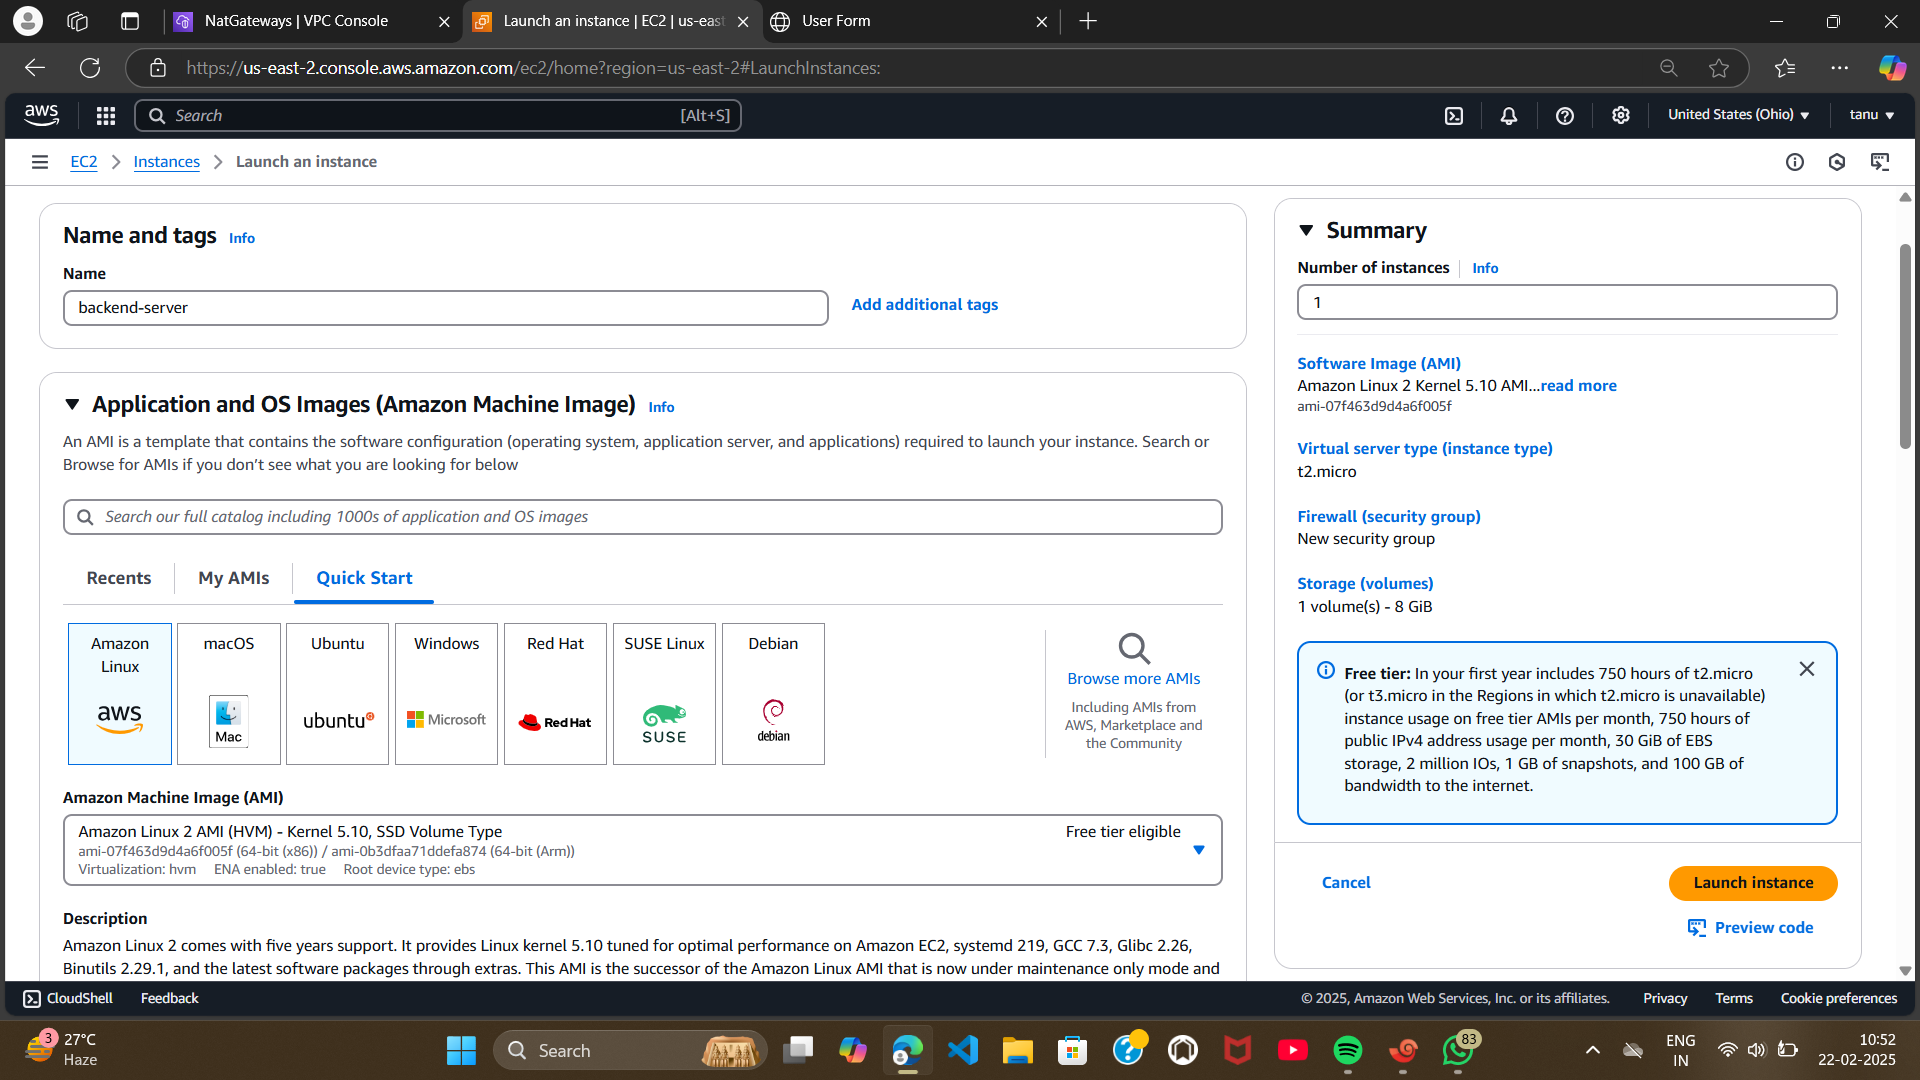 NatGateways | VPC Console
Launch an instance | EC2 | us-east
User Form
https://us-east-2.console.aws.amazon.com/ec2/home?region=us-east-2#LaunchInstances:
aws
Search
[Alt+S]
United States (Ohio)
tanu
EC2
Instances
Launch an instance
Name and tags Info
Name
backend-server
Add additional tags
Application and OS Images (Amazon Machine Image) Info
An AMI is a template that contains the software configuration (operating system, application server, and applications) required to launch your instance. Search or
Browse for AMIs if you don’t see what you are looking for below
Search our full catalog including 1000s of application and OS images
Recents
My AMIs
Quick Start
Amazon
Linux
aws
macOS
Mac
Ubuntu
ubuntu
Windows
Microsoft
Red Hat
Red Hat
SUSE Linux
SUSE
Debian
debian
Browse more AMIs
Including AMIs from
AWS, Marketplace and
the Community
Amazon Machine Image (AMI)
Amazon Linux 2 AMI (HVM) - Kernel 5.10, SSD Volume Type
Free tier eligible
ami-07f463d9d4a6f005f (64-bit (x86)) / ami-0b3dfaa71ddefa874 (64-bit (Arm))
Virtualization: hvm ENA enabled: true Root device type: ebs
Description
Amazon Linux 2 comes with five years support. It provides Linux kernel 5.10 tuned for optimal performance on Amazon EC2, systemd 219, GCC 7.3, Glibc 2.26,
Binutils 2.29.1, and the latest software packages through extras. This AMI is the successor of the Amazon Linux AMI that is now under maintenance only mode and
Summary
Number of instances Info
1
Software Image (AMI)
Amazon Linux 2 Kernel 5.10 AMI...read more
ami-07f463d9d4a6f005f
Virtual server type (instance type)
t2.micro
Firewall (security group)
New security group
Storage (volumes)
1 volume(s) - 8 GiB
Free tier: In your first year includes 750 hours of t2.micro
(or t3.micro in the Regions in which t2.micro is unavailable)
instance usage on free tier AMIs per month, 750 hours of
public IPv4 address usage per month, 30 GiB of EBS
storage, 2 million IOs, 1 GB of snapshots, and 100 GB of
bandwidth to the internet.
Cancel
Launch instance
Preview code
CloudShell
Feedback
© 2025, Amazon Web Services, Inc. or its affiliates.
Privacy
Terms
Cookie preferences
3
27°C
Haze
Search
83
ENG
IN
10:52
22-02-2025